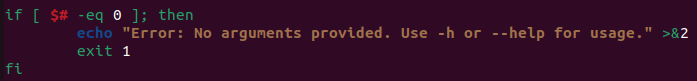 if [ $# -eq 0 ]; then
        echo "Error: No arguments provided. Use -h or --help for usage." >&2
        exit 1
fi